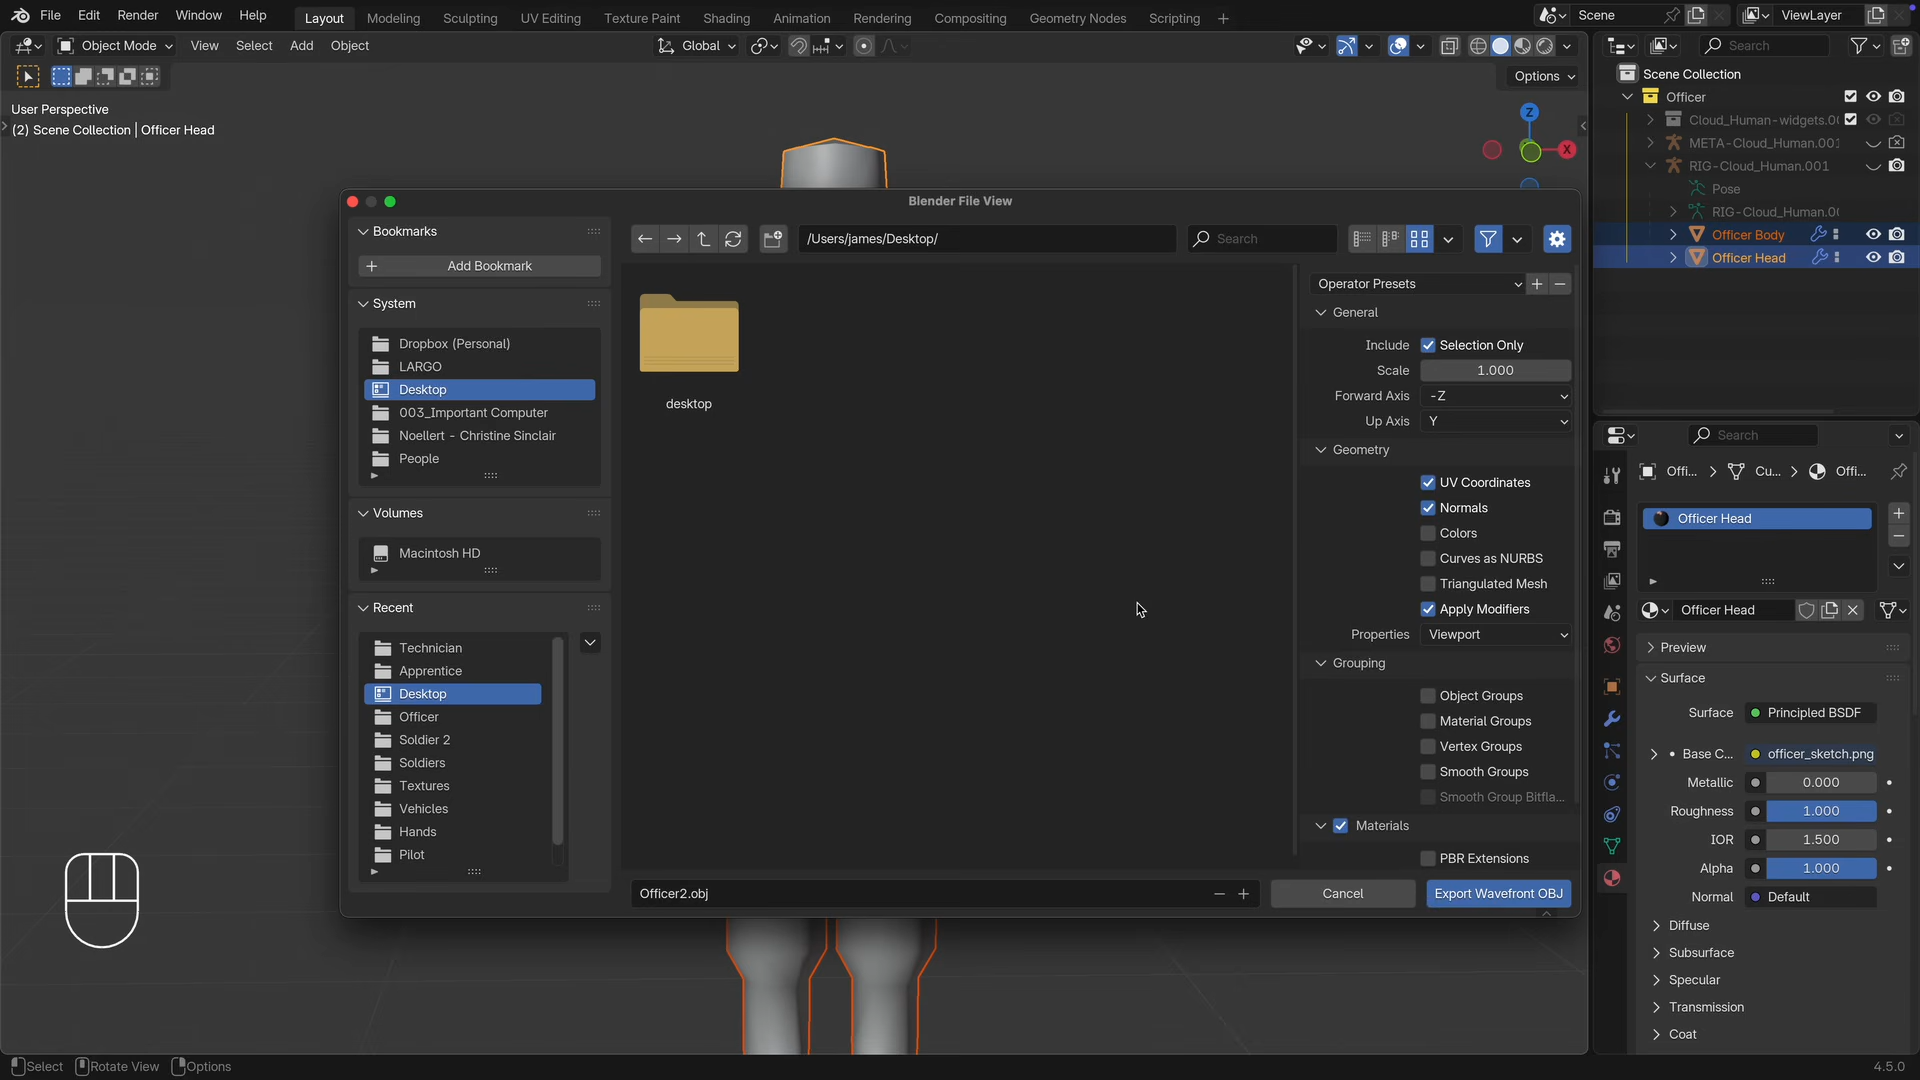 File Edit Render Window Help Layout Modeling Sculpting UV Editing Texture Paint Shading Animation Rendering Compositing Geometry Nodes Scripting + Scene ViewLayer
Object Mode View Select Add Object Global Search
Options
User Perspective
(2) Scene Collection | Officer Head
Z
X
Scene Collection
Officer
Cloud_Human-widgets.0
META-Cloud_Human.001
RIG-Cloud_Human.001
Pose
RIG-Cloud_Human.0
Officer Body
Officer Head
Blender File View
Bookmarks
Add Bookmark
System
Dropbox (Personal)
LARGO
Desktop
003_Important Computer
Noellert - Christine Sinclair
People
Volumes
Macintosh HD
Recent
Technician
Apprentice
Desktop
Officer
Soldier 2
Soldiers
Textures
Vehicles
Hands
Pilot
/Users/james/Desktop/
Search
desktop
Operator Presets
General
Include Selection Only
Scale 1.000
Forward Axis -Z
Up Axis Y
Geometry
UV Coordinates
Normals
Colors
Curves as NURBS
Triangulated Mesh
Apply Modifiers
Properties Viewport
Grouping
Object Groups
Material Groups
Vertex Groups
Smooth Groups
Smooth Group Bitfla...
Materials
PBR Extensions
Officer2.obj
Cancel
Export Wavefront OBJ
Search
Offi... Cu... Offi...
Officer Head
Officer Head
Preview
Surface
Surface Principled BSDF
Base C... officer_sketch.png
Metallic 0.000
Roughness 1.000
IOR 1.500
Alpha 1.000
Normal Default
Diffuse
Subsurface
Specular
Transmission
Coat
Select Rotate View Options 4.5.0